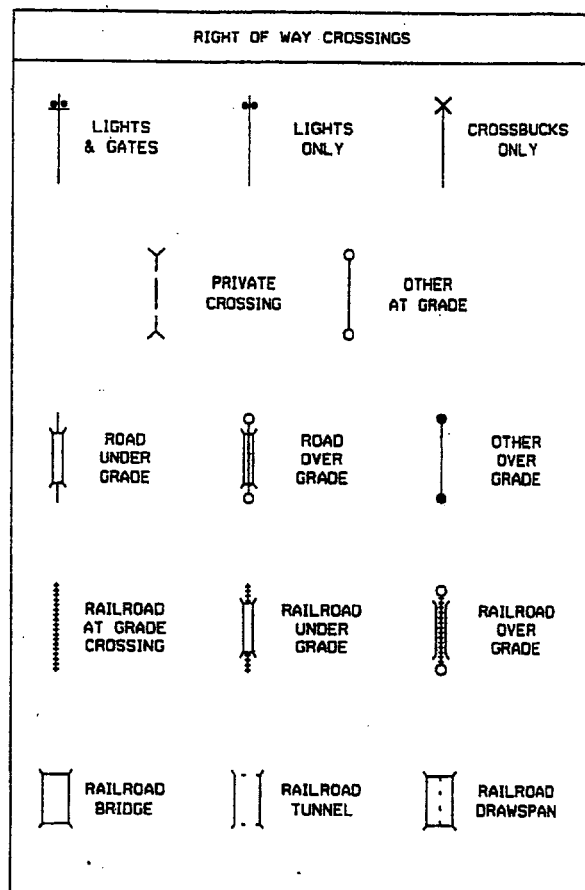 RIGHT OF WAY CROSSINGS
LIGHTS
& GATES
LIGHTS
ONLY
CROSSBUCKS
ONLY
PRIVATE
CROSSING
OTHER
AT GRADE
ROAD
UNDER
GRADE
ROAD
OVER
GRADE
OTHER
OVER
GRADE
RAILROAD
AT GRADE
CROSSING
RAILROAD
UNDER
GRADE
RAILROAD
OVER
GRADE
RAILROAD
BRIDGE
RAILROAD
TUNNEL
RAILROAD
DRAWSPAN